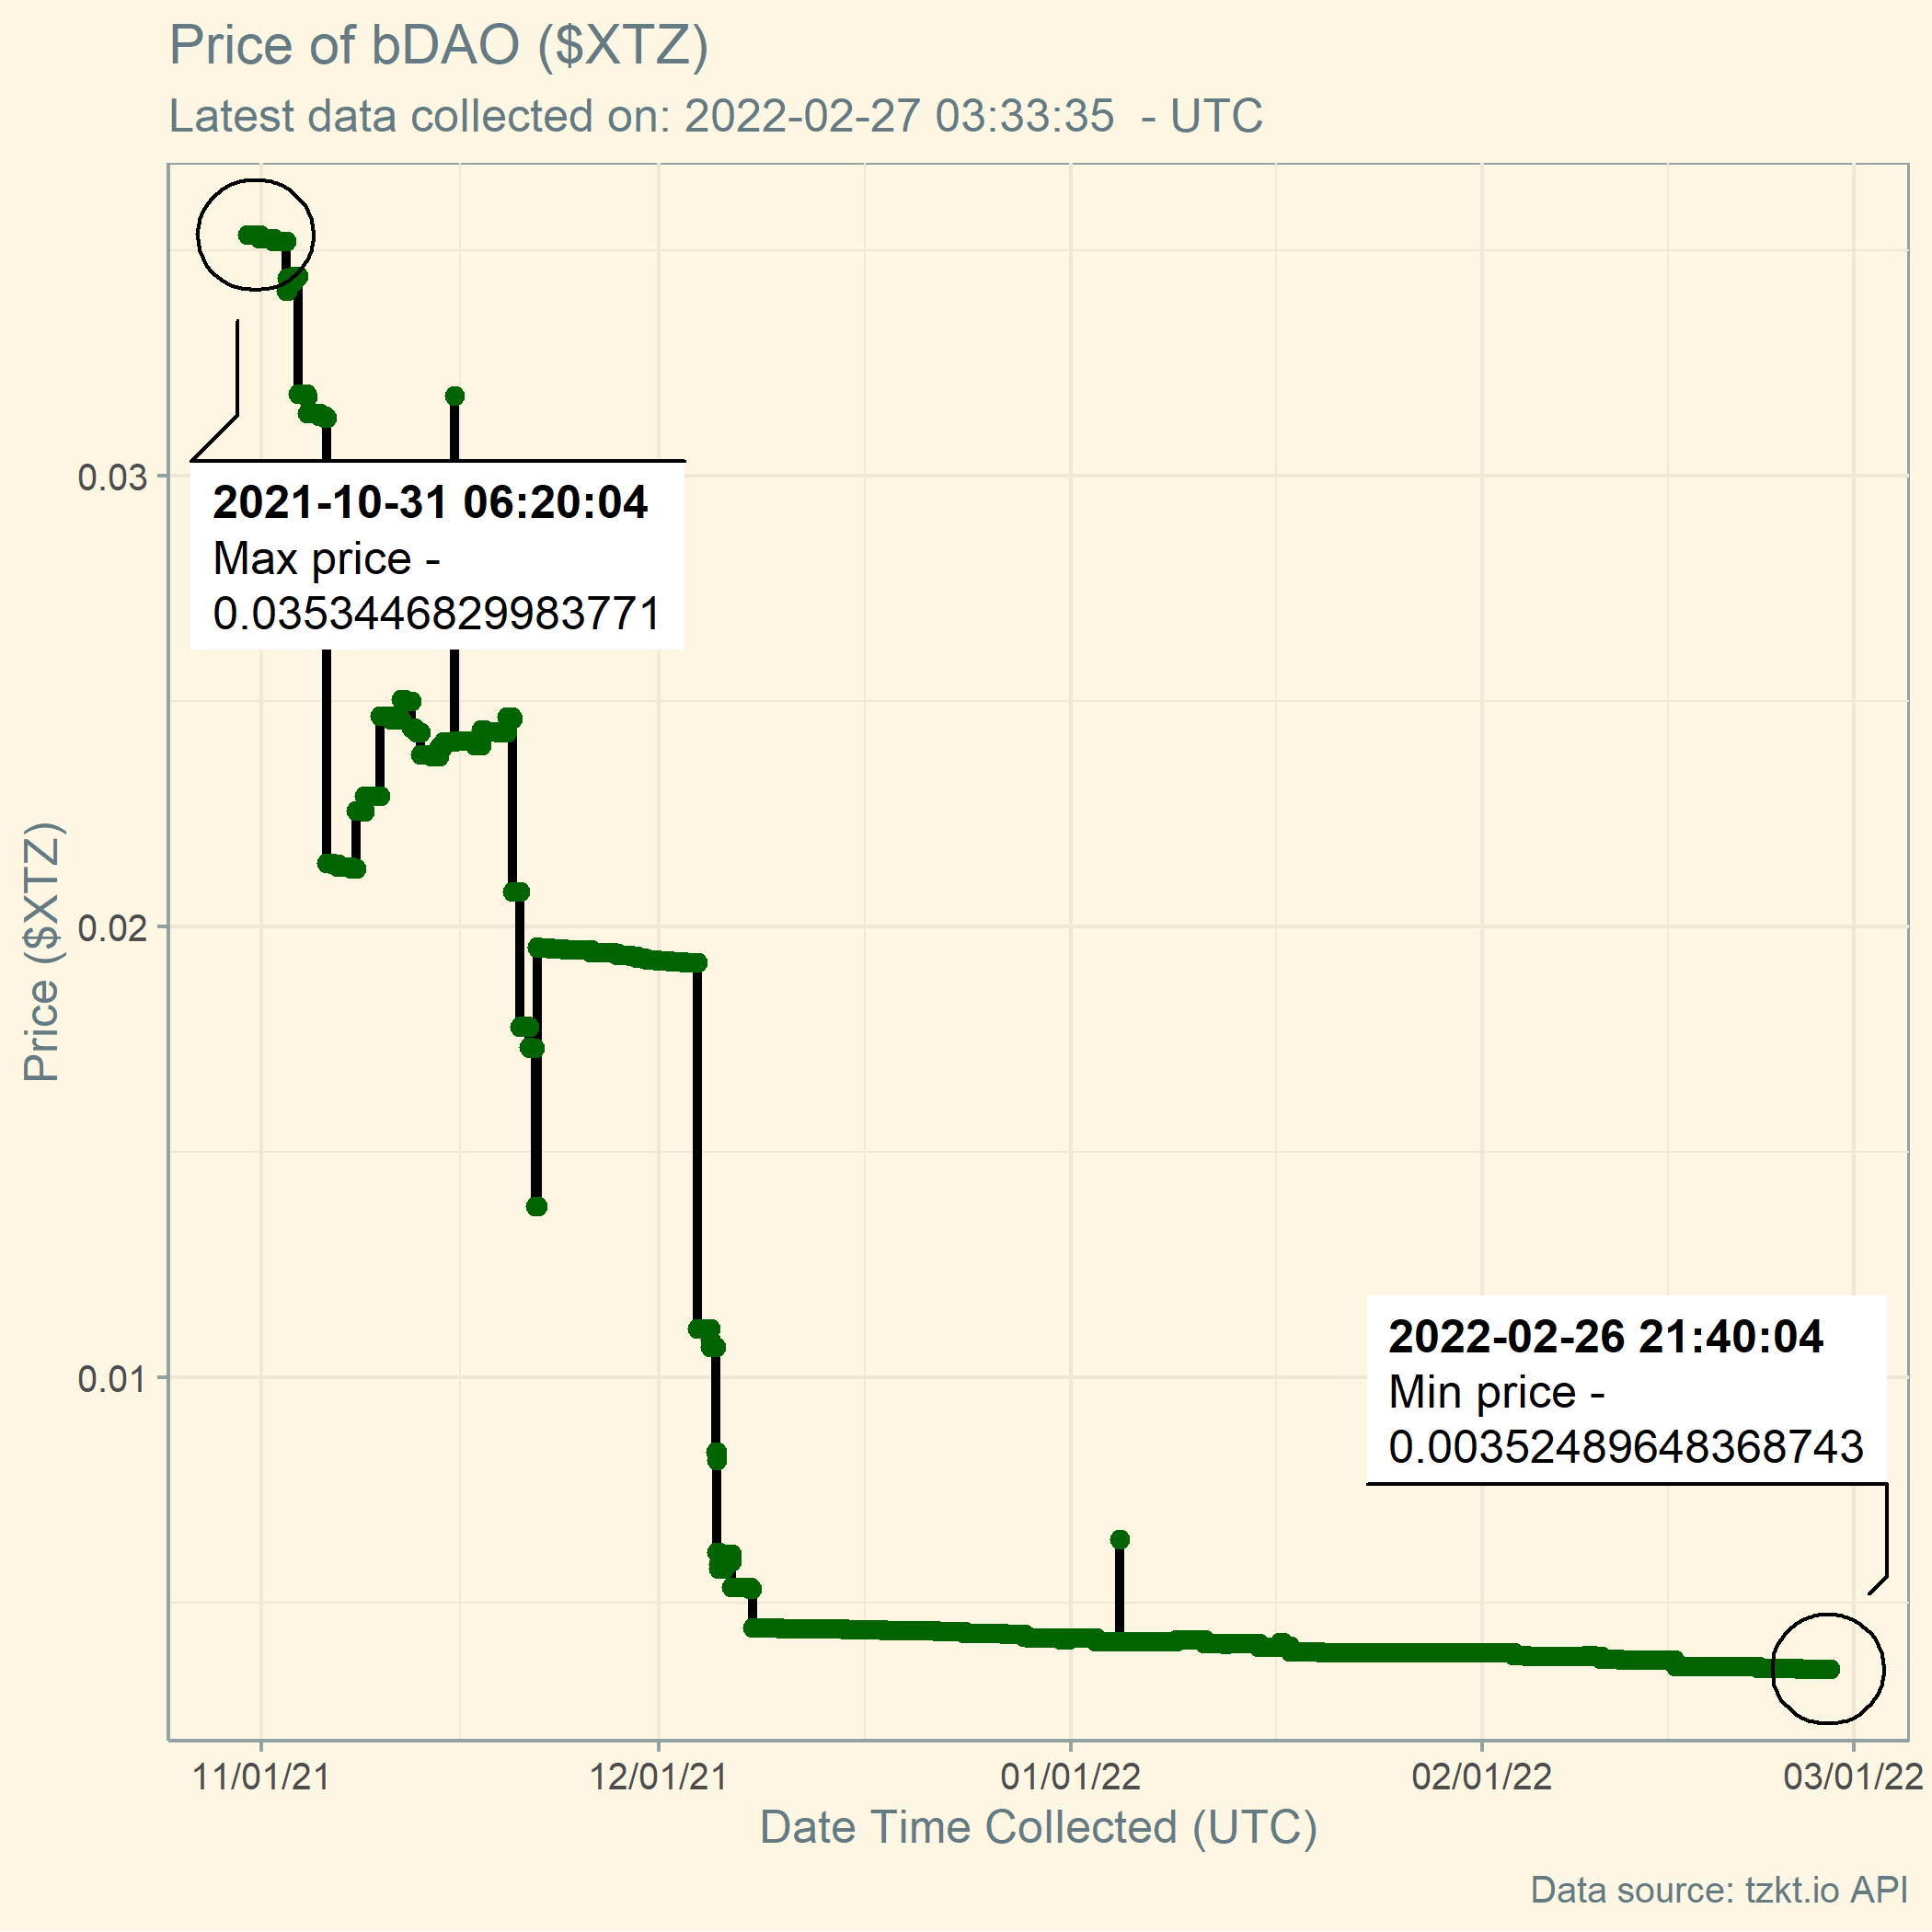 Price of bDAO ($XTZ)
Latest data collected on: 2022-02-27 03:33:35  - UTC
Price ($XTZ)
0.03
0.02
0.01
2021-10-31 06:20:04
Max price -
0.0353446829983771
2022-02-26 21:40:04
Min price -
0.00352489648368743
11/01/21
12/01/21
01/01/22
02/01/22
03/01/22
Date Time Collected (UTC)
Data source: tzkt.io API